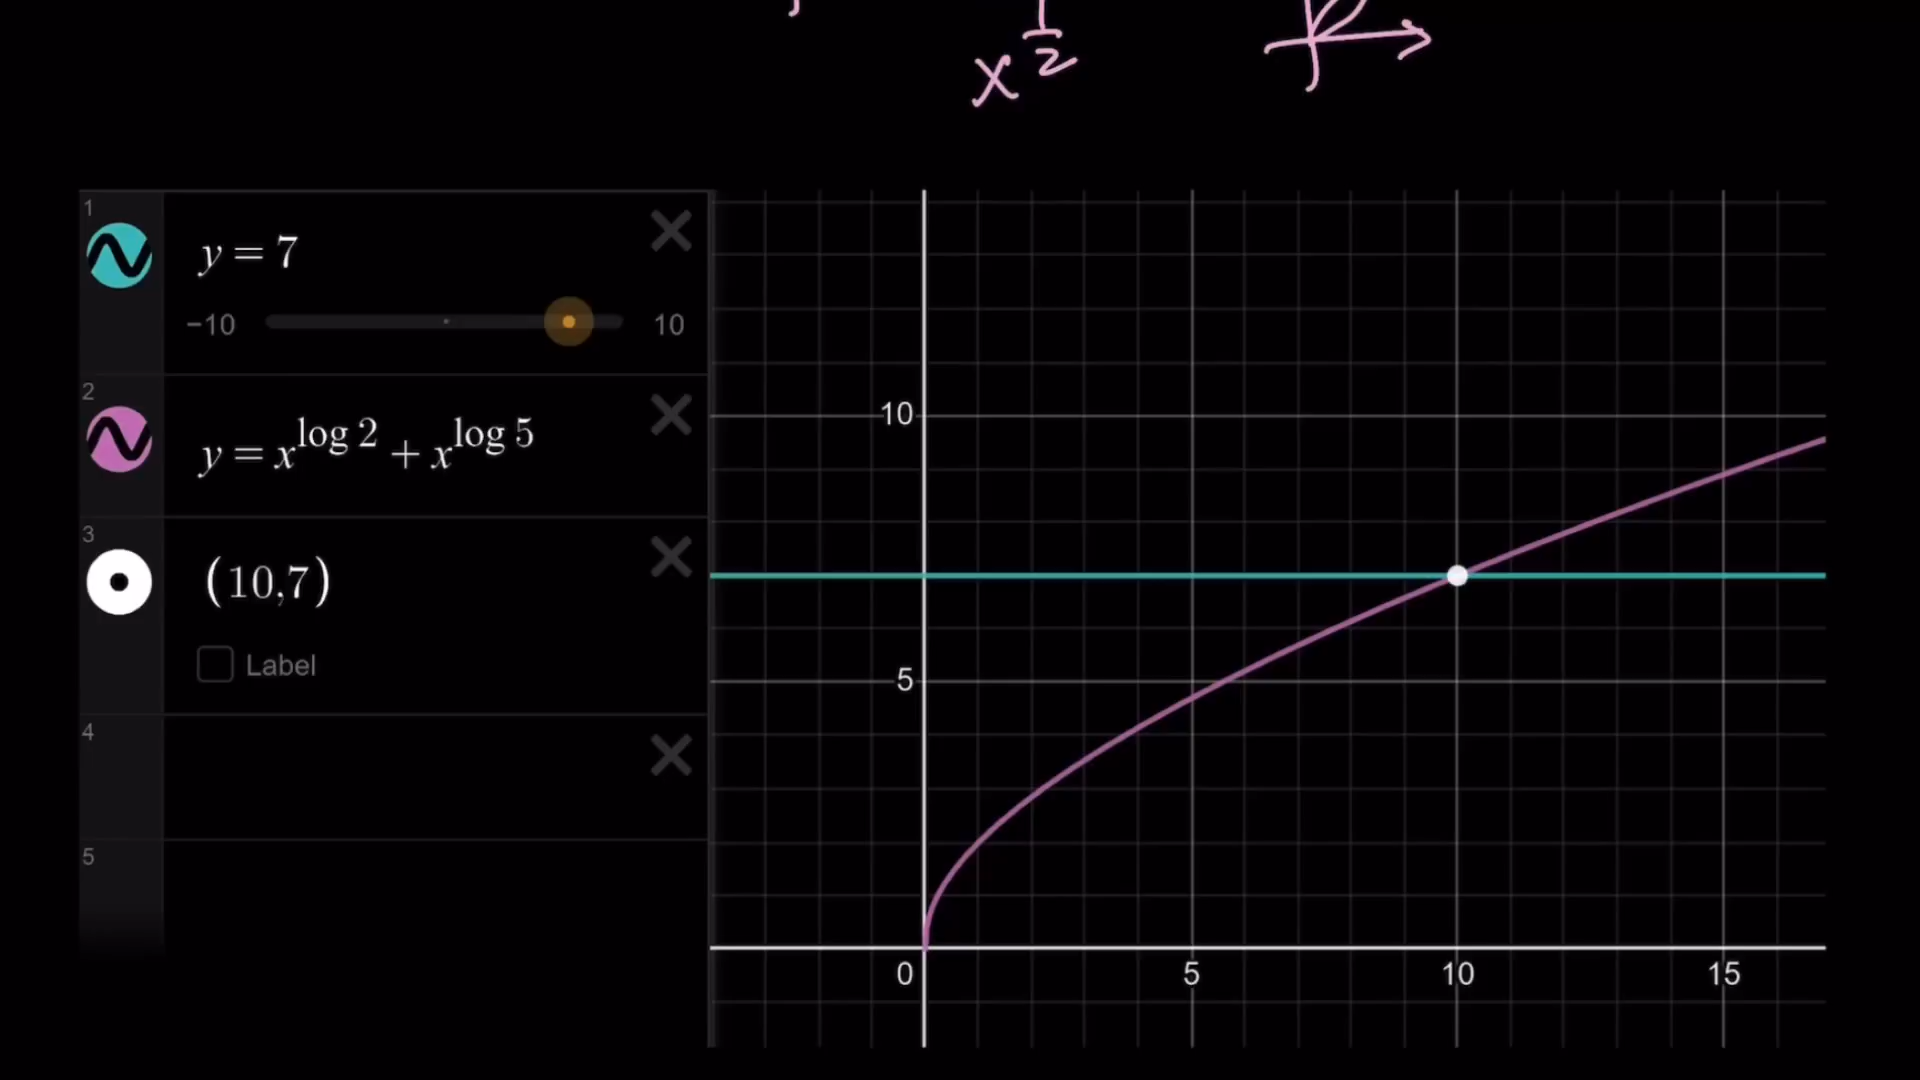 x^{1/2}
1
y = 7
−10 10
2
y = x^{log 2} + x^{log 5}
3
(10,7)
Label
4
5
10
5
0 5 10 15